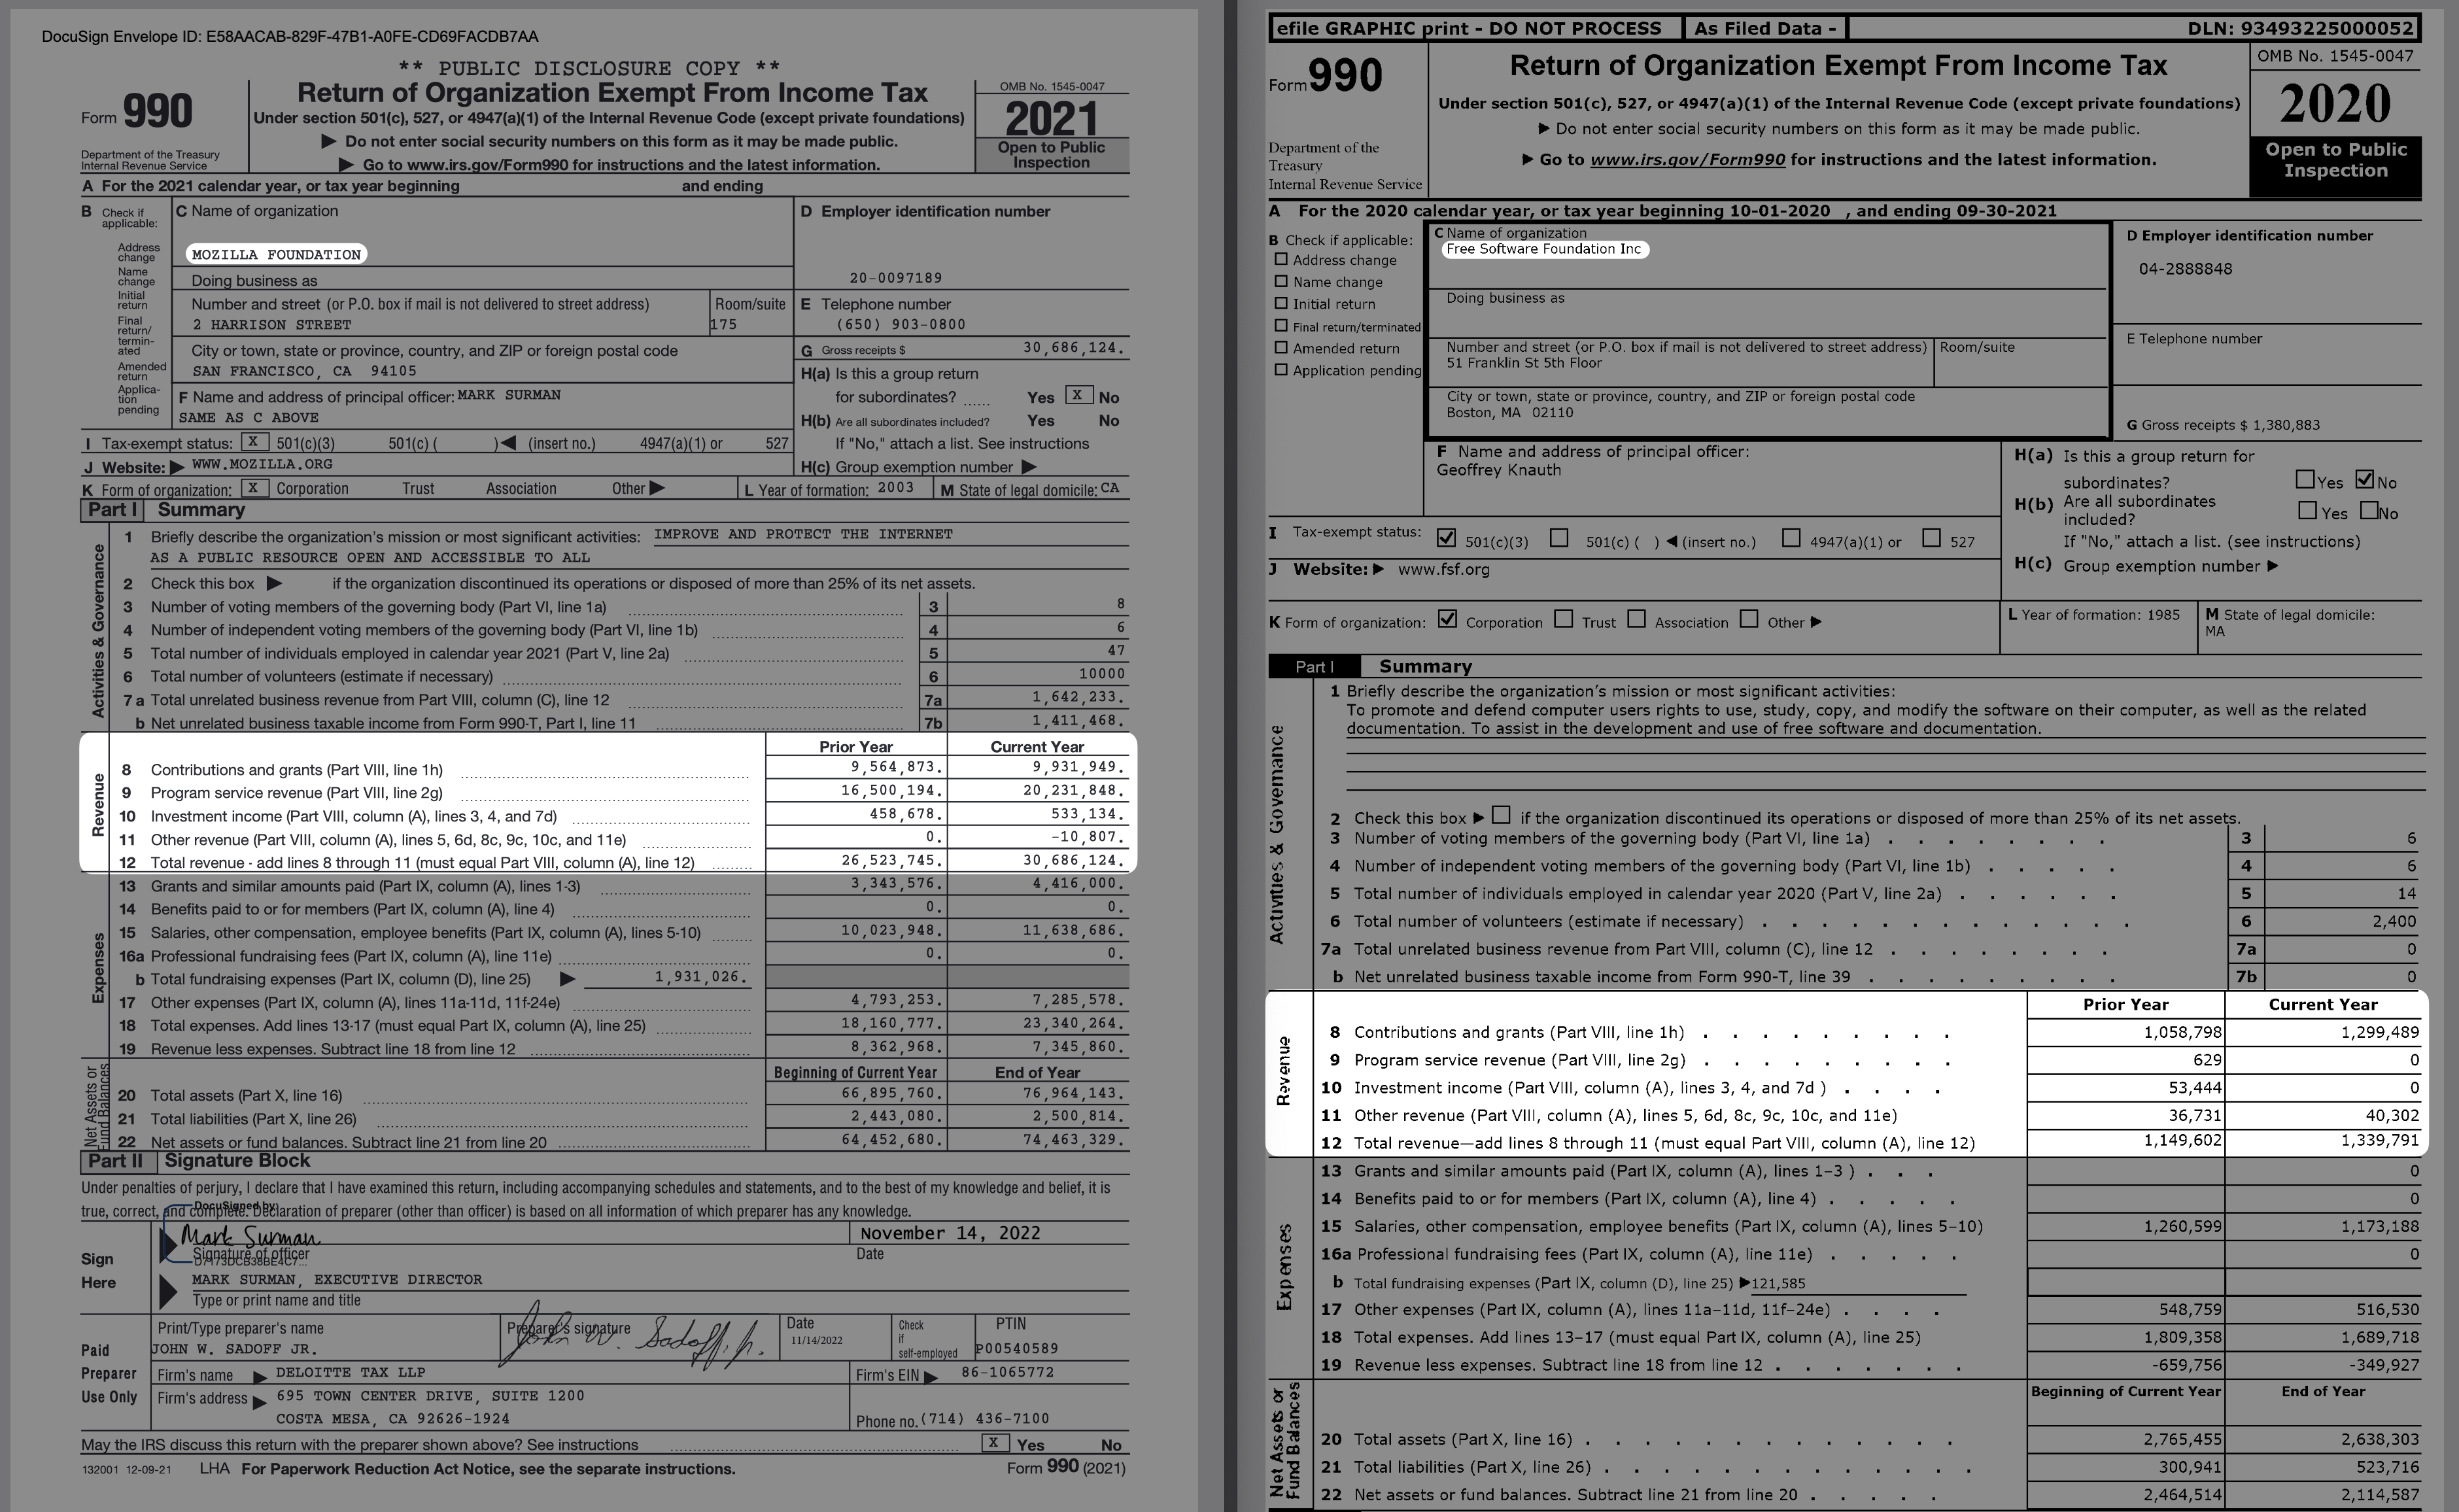 DocuSign Envelope ID: E58AACAB-829F-47B1-A0FE-CD69FACDB7AA
** PUBLIC DISCLOSURE COPY **
Form 990
Department of the Treasury
Internal Revenue Service
Return of Organization Exempt From Income Tax
Under section 501(c), 527, or 4947(a)(1) of the Internal Revenue Code (except private foundations)
▶ Do not enter social security numbers on this form as it may be made public.
▶ Go to www.irs.gov/Form990 for instructions and the latest information.
OMB No. 1545-0047
2021
Open to Public
Inspection
A For the 2021 calendar year, or tax year beginning and ending
B Check if
applicable:
Address
change
Name
change
Initial
return
Final
return/
termin-
ated
Amended
return
Applica-
tion
pending
C Name of organization
MOZILLA FOUNDATION
Doing business as
Number and street (or P.O. box if mail is not delivered to street address) Room/suite
2 HARRISON STREET 175
City or town, state or province, country, and ZIP or foreign postal code
SAN FRANCISCO, CA 94105
F Name and address of principal officer: MARK SURMAN
SAME AS C ABOVE
D Employer identification number
20-0097189
E Telephone number
(650) 903-0800
G Gross receipts $ 30,686,124.
H(a) Is this a group return
for subordinates? ...... Yes X No
H(b) Are all subordinates included? Yes No
If "No," attach a list. See instructions
H(c) Group exemption number ▶
I Tax-exempt status: X 501(c)(3) 501(c) ( )◀ (insert no.) 4947(a)(1) or 527
J Website: ▶ WWW.MOZILLA.ORG
K Form of organization: X Corporation Trust Association Other ▶ L Year of formation: 2003 M State of legal domicile: CA
Part I Summary
Activities & Governance
1 Briefly describe the organization's mission or most significant activities: IMPROVE AND PROTECT THE INTERNET
AS A PUBLIC RESOURCE OPEN AND ACCESSIBLE TO ALL
2 Check this box ▶ if the organization discontinued its operations or disposed of more than 25% of its net assets.
3 Number of voting members of the governing body (Part VI, line 1a) 3 8
4 Number of independent voting members of the governing body (Part VI, line 1b) 4 6
5 Total number of individuals employed in calendar year 2021 (Part V, line 2a) 5 47
6 Total number of volunteers (estimate if necessary) 6 10000
7 a Total unrelated business revenue from Part VIII, column (C), line 12 7a 1,642,233.
b Net unrelated business taxable income from Form 990-T, Part I, line 11 7b 1,411,468.
Revenue
Prior Year Current Year
8 Contributions and grants (Part VIII, line 1h) 9,564,873. 9,931,949.
9 Program service revenue (Part VIII, line 2g) 16,500,194. 20,231,848.
10 Investment income (Part VIII, column (A), lines 3, 4, and 7d) 458,678. 533,134.
11 Other revenue (Part VIII, column (A), lines 5, 6d, 8c, 9c, 10c, and 11e) 0. -10,807.
12 Total revenue - add lines 8 through 11 (must equal Part VIII, column (A), line 12) 26,523,745. 30,686,124.
Expenses
13 Grants and similar amounts paid (Part IX, column (A), lines 1-3) 3,343,576. 4,416,000.
14 Benefits paid to or for members (Part IX, column (A), line 4) 0. 0.
15 Salaries, other compensation, employee benefits (Part IX, column (A), lines 5-10) 10,023,948. 11,638,686.
16a Professional fundraising fees (Part IX, column (A), line 11e) 0. 0.
b Total fundraising expenses (Part IX, column (D), line 25) ▶ 1,931,026.
17 Other expenses (Part IX, column (A), lines 11a-11d, 11f-24e) 4,793,253. 7,285,578.
18 Total expenses. Add lines 13-17 (must equal Part IX, column (A), line 25) 18,160,777. 23,340,264.
19 Revenue less expenses. Subtract line 18 from line 12 8,362,968. 7,345,860.
Net Assets or
Fund Balances
Beginning of Current Year End of Year
20 Total assets (Part X, line 16) 66,895,760. 76,964,143.
21 Total liabilities (Part X, line 26) 2,443,080. 2,500,814.
22 Net assets or fund balances. Subtract line 21 from line 20 64,452,680. 74,463,329.
Part II Signature Block
Under penalties of perjury, I declare that I have examined this return, including accompanying schedules and statements, and to the best of my knowledge and belief, it is
true, correct, and complete. Declaration of preparer (other than officer) is based on all information of which preparer has any knowledge.
DocuSigned by:
Sign
Here
Mark Surman
Signature of officer
D7173DCB38BE4C7...
November 14, 2022
Date
MARK SURMAN, EXECUTIVE DIRECTOR
Type or print name and title
Paid
Preparer
Use Only
Print/Type preparer's name
JOHN W. SADOFF JR.
Preparer's signature
John W. Sadoff, Jr.
Date
11/14/2022
Check
if
self-employed
PTIN
P00540589
Firm's name ▶ DELOITTE TAX LLP
Firm's EIN ▶ 86-1065772
Firm's address ▶ 695 TOWN CENTER DRIVE, SUITE 1200
COSTA MESA, CA 92626-1924
Phone no. (714) 436-7100
May the IRS discuss this return with the preparer shown above? See instructions X Yes No
132001 12-09-21 LHA For Paperwork Reduction Act Notice, see the separate instructions. Form 990 (2021)
efile GRAPHIC print - DO NOT PROCESS As Filed Data - DLN: 93493225000052
Form 990
Department of the
Treasury
Internal Revenue Service
Return of Organization Exempt From Income Tax
Under section 501(c), 527, or 4947(a)(1) of the Internal Revenue Code (except private foundations)
▶ Do not enter social security numbers on this form as it may be made public.
▶ Go to www.irs.gov/Form990 for instructions and the latest information.
OMB No. 1545-0047
2020
Open to Public
Inspection
A For the 2020 calendar year, or tax year beginning 10-01-2020 , and ending 09-30-2021
B Check if applicable:
Address change
Name change
Initial return
Final return/terminated
Amended return
Application pending
C Name of organization
Free Software Foundation Inc
Doing business as
Number and street (or P.O. box if mail is not delivered to street address) Room/suite
51 Franklin St 5th Floor
City or town, state or province, country, and ZIP or foreign postal code
Boston, MA 02110
D Employer identification number
04-2888848
E Telephone number
G Gross receipts $ 1,380,883
F Name and address of principal officer:
Geoffrey Knauth
H(a) Is this a group return for
subordinates? Yes No
H(b) Are all subordinates
included? Yes No
If "No," attach a list. (see instructions)
H(c) Group exemption number ▶
I Tax-exempt status: 501(c)(3) 501(c) ( ) ◀ (insert no.) 4947(a)(1) or 527
J Website: ▶ www.fsf.org
K Form of organization: Corporation Trust Association Other ▶
L Year of formation: 1985
M State of legal domicile:
MA
Part I Summary
Activities & Governance
1 Briefly describe the organization's mission or most significant activities:
To promote and defend computer users rights to use, study, copy, and modify the software on their computer, as well as the related
documentation. To assist in the development and use of free software and documentation.
2 Check this box ▶ if the organization discontinued its operations or disposed of more than 25% of its net assets.
3 Number of voting members of the governing body (Part VI, line 1a) 3 6
4 Number of independent voting members of the governing body (Part VI, line 1b) 4 6
5 Total number of individuals employed in calendar year 2020 (Part V, line 2a) 5 14
6 Total number of volunteers (estimate if necessary) 6 2,400
7a Total unrelated business revenue from Part VIII, column (C), line 12 7a 0
b Net unrelated business taxable income from Form 990-T, line 39 7b 0
Revenue
Prior Year Current Year
8 Contributions and grants (Part VIII, line 1h) 1,058,798 1,299,489
9 Program service revenue (Part VIII, line 2g) 629 0
10 Investment income (Part VIII, column (A), lines 3, 4, and 7d ) 53,444 0
11 Other revenue (Part VIII, column (A), lines 5, 6d, 8c, 9c, 10c, and 11e) 36,731 40,302
12 Total revenue—add lines 8 through 11 (must equal Part VIII, column (A), line 12) 1,149,602 1,339,791
Expenses
13 Grants and similar amounts paid (Part IX, column (A), lines 1–3 ) 0
14 Benefits paid to or for members (Part IX, column (A), line 4) 0
15 Salaries, other compensation, employee benefits (Part IX, column (A), lines 5–10) 1,260,599 1,173,188
16a Professional fundraising fees (Part IX, column (A), line 11e) 0
b Total fundraising expenses (Part IX, column (D), line 25) ▶121,585
17 Other expenses (Part IX, column (A), lines 11a–11d, 11f–24e) 548,759 516,530
18 Total expenses. Add lines 13–17 (must equal Part IX, column (A), line 25) 1,809,358 1,689,718
19 Revenue less expenses. Subtract line 18 from line 12 -659,756 -349,927
Net Assets or
Fund Balances
Beginning of Current Year End of Year
20 Total assets (Part X, line 16) 2,765,455 2,638,303
21 Total liabilities (Part X, line 26) 300,941 523,716
22 Net assets or fund balances. Subtract line 21 from line 20 2,464,514 2,114,587